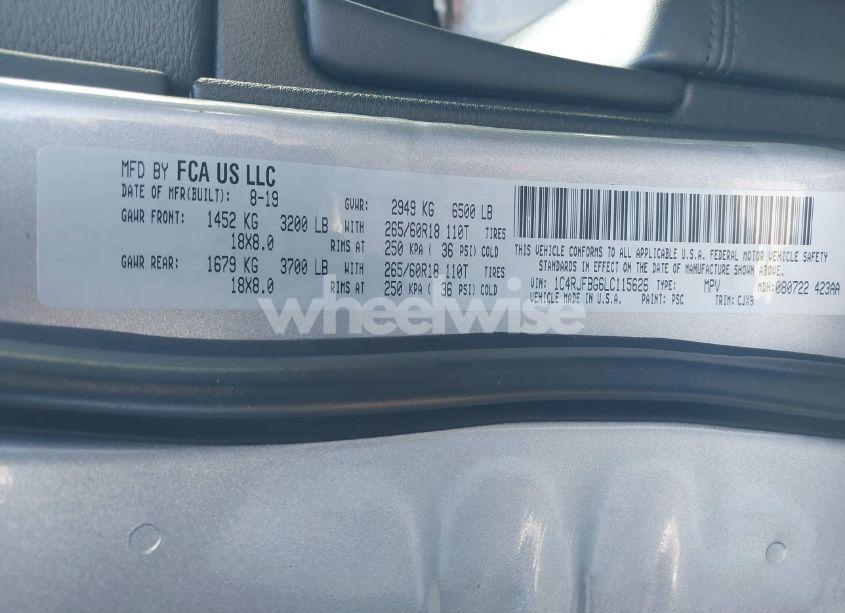 MFD BY FCA US LLC
DATE OF MFR(BUILT): 8-19 GVWR: 2949 KG 6500 LB
GAWR FRONT: 1452 KG 3200 LB WITH 265/60R18 110T TIRES
18X8.0 RIMS AT 250 KPA ( 36 PSI) COLD
GAWR REAR: 1679 KG 3700 LB WITH 265/60R18 110T TIRES
18X8.0 RIMS AT 250 KPA ( 36 PSI) COLD
THIS VEHICLE CONFORMS TO ALL APPLICABLE U.S.A. FEDERAL MOTOR VEHICLE SAFETY
STANDARDS IN EFFECT ON THE DATE OF MANUFACTURE SHOWN ABOVE.
VIN: 1C4RJFBG6LC115626 TYPE: MPV MDH:080722 423AA
VEHICLE MADE IN U.S.A. PAINT: PSC TRIM: CJX9
wheelwise